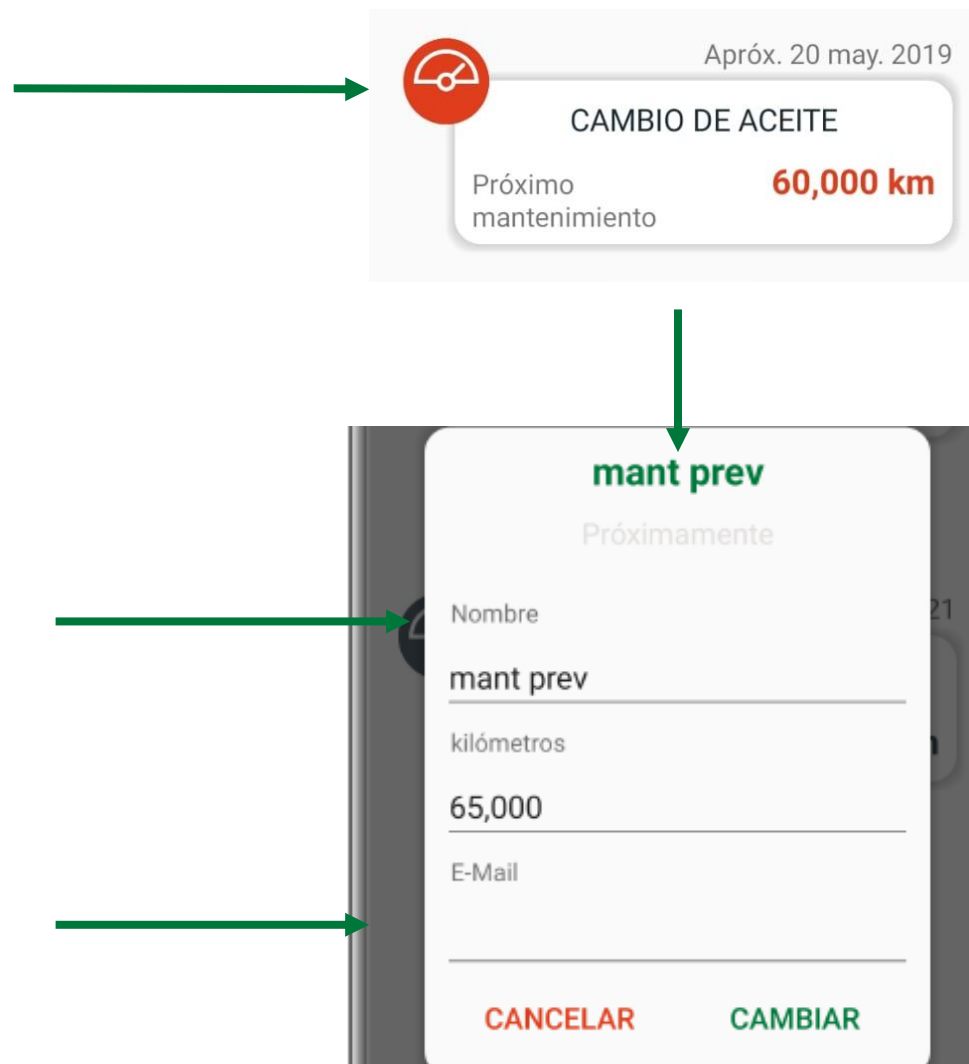 Apróx. 20 may. 2019
CAMBIO DE ACEITE
Próximo
mantenimiento
60,000 km
mant prev
Próximamente
Nombre
21
mant prev
kilómetros
65,000
E-Mail
CANCELAR
CAMBIAR